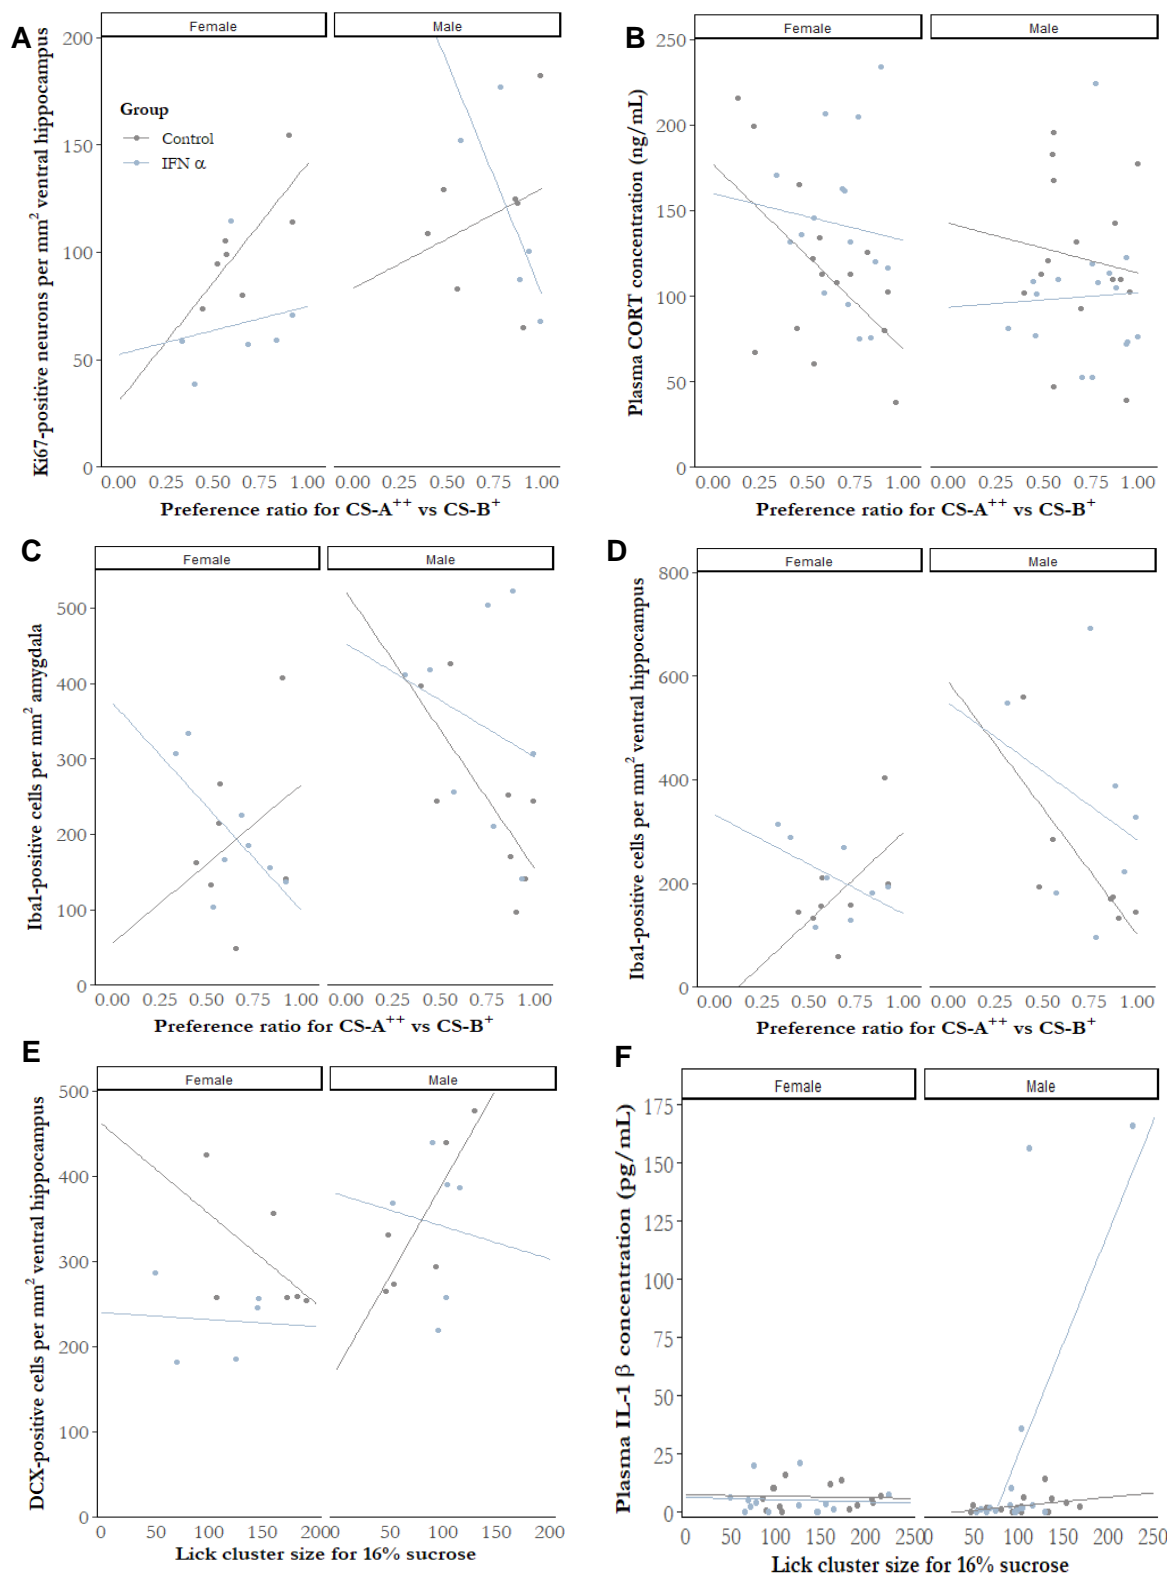 A
Female
Male
Ki67-positive neurons per mm² ventral hippocampus
200
150
100
50
0
Group
Control
IFN α
0.00 0.25 0.50 0.75 1.00
0.00 0.25 0.50 0.75 1.00
Preference ratio for CS-A⁺⁺ vs CS-B⁺
B
Female
Male
Plasma CORT concentration (ng/mL)
250
200
150
100
50
0
0.00 0.25 0.50 0.75 1.00
0.00 0.25 0.50 0.75 1.00
Preference ratio for CS-A⁺⁺ vs CS-B⁺
C
Female
Male
Iba1-positive cells per mm² amygdala
500
400
300
200
100
0
0.00 0.25 0.50 0.75 1.00
0.00 0.25 0.50 0.75 1.00
Preference ratio for CS-A⁺⁺ vs CS-B⁺
D
Female
Male
Iba1-positive cells per mm² ventral hippocampus
800
600
400
200
0
0.00 0.25 0.50 0.75 1.00
0.00 0.25 0.50 0.75 1.00
Preference ratio for CS-A⁺⁺ vs CS-B⁺
E
Female
Male
DCX-positive cells per mm² ventral hippocampus
500
400
300
200
100
0
0 50 100 150 200
0 50 100 150 200
Lick cluster size for 16% sucrose
F
Female
Male
Plasma IL-1 β concentration (pg/mL)
175
150
125
100
75
50
25
0
0 50 100 150 200 250
0 50 100 150 200 250
Lick cluster size for 16% sucrose